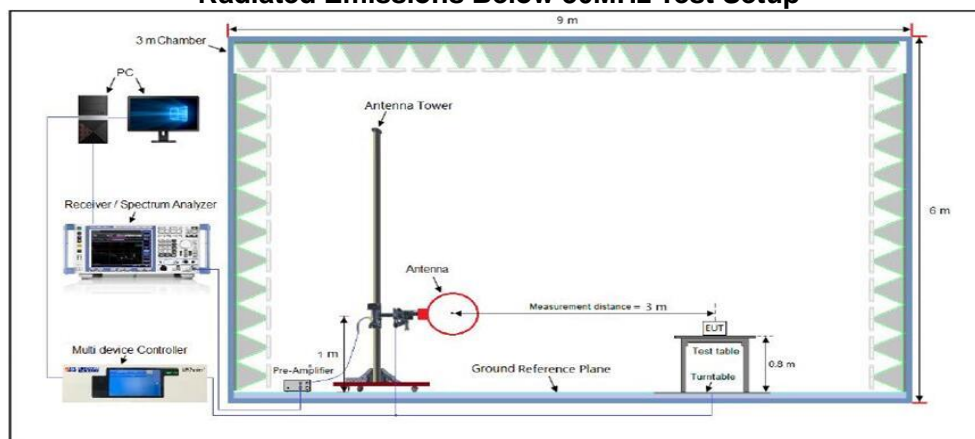 Radiated Emissions Below 30MHz Test Setup
9 m
3 m Chamber
PC
Antenna Tower
Receiver / Spectrum Analyzer
6 m
Antenna
Measurement distance = 3 m
EUT
Multi device Controller
1 m
Test table
0.8 m
Pre-Amplifier
Ground Reference Plane
Turntable